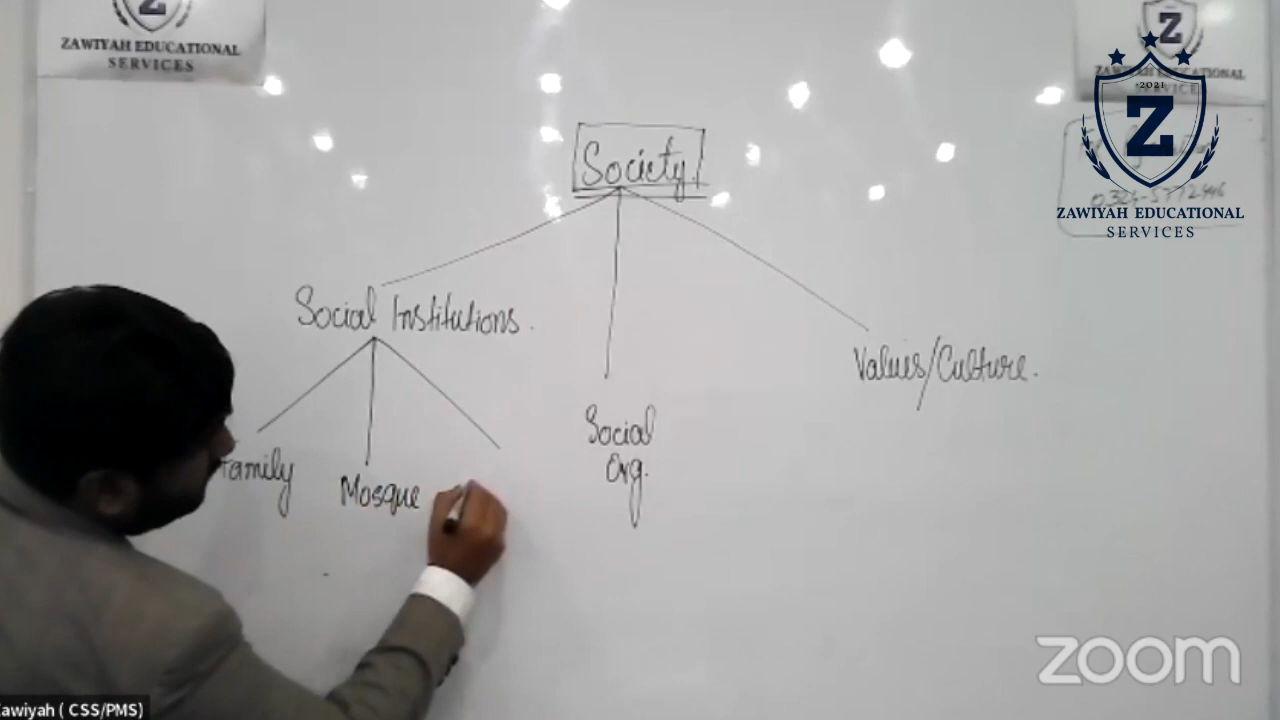 Z
ZAWIYAH EDUCATIONAL
SERVICES
Z
2021
Z
ZAWIYAH EDUCATIONAL
SERVICES
Society.
Social Institutions.
Values/Culture.
Family
Mosque
Social
Org.
zoom
Zawiyah ( CSS/PMS)